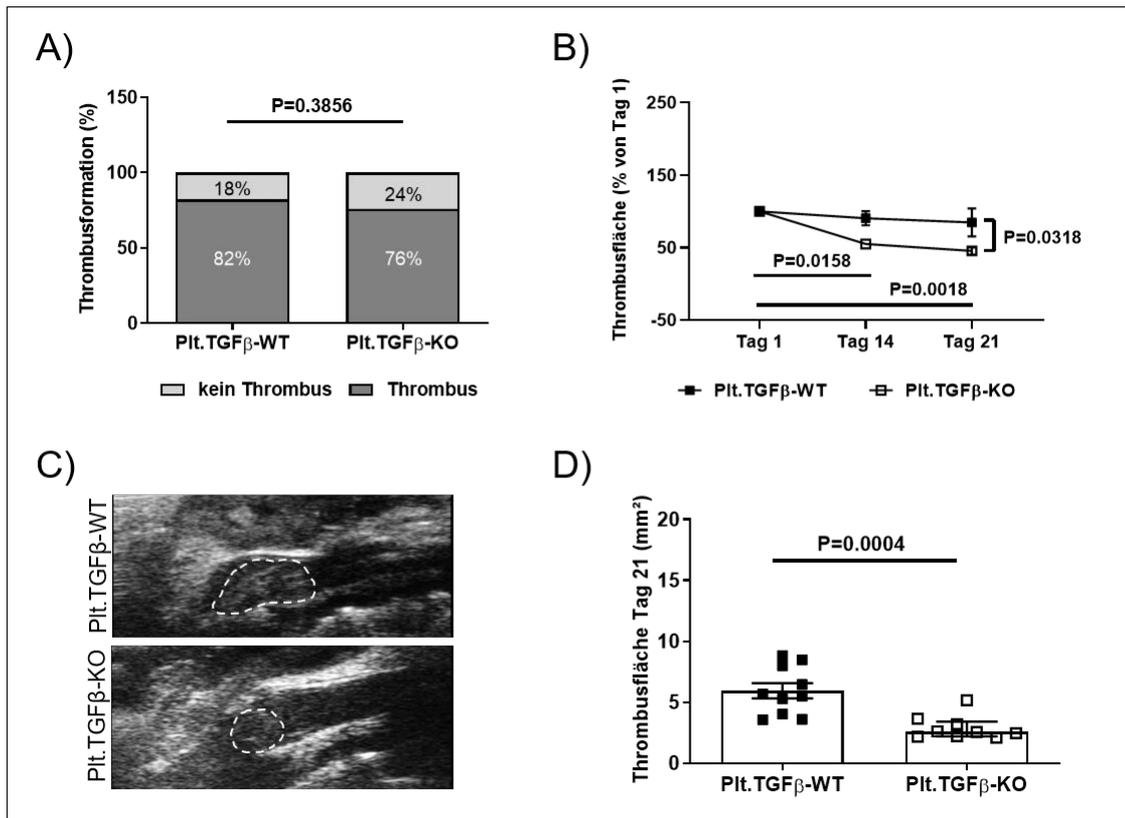 A)
Thrombusformation (%)
150
100
50
0
P=0.3856
18%
24%
82%
76%
Plt.TGFβ-WT
Plt.TGFβ-KO
kein Thrombus
Thrombus
B)
Thrombusfläche (% von Tag 1)
250
150
50
-50
P=0.0318
P=0.0158
P=0.0018
Tag 1
Tag 14
Tag 21
Plt.TGFβ-WT
Plt.TGFβ-KO
C)
Plt.TGFβ-WT
Plt.TGFβ-KO
D)
Thrombusfläche Tag 21 (mm²)
20
15
10
5
0
P=0.0004
Plt.TGFβ-WT
Plt.TGFβ-KO